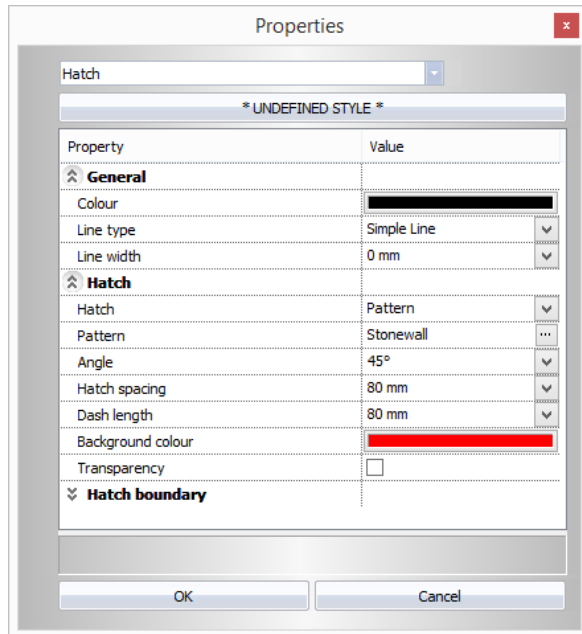 Properties
x
Hatch
* UNDEFINED STYLE *
Property Value
General
Colour
Line type Simple Line
Line width 0 mm
Hatch
Hatch Pattern
Pattern Stonewall ...
Angle 45°
Hatch spacing 80 mm
Dash length 80 mm
Background colour
Transparency
Hatch boundary
OK Cancel